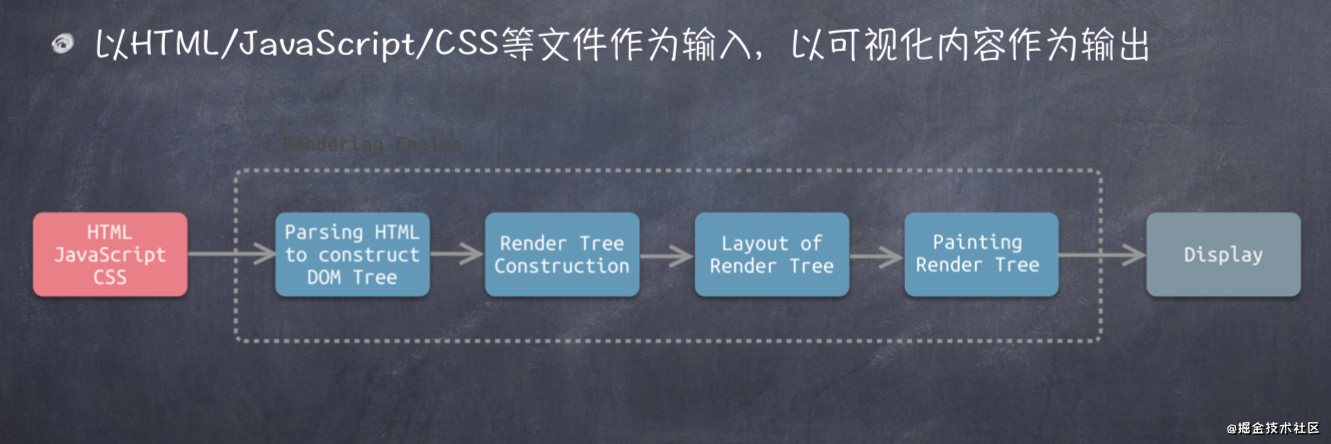 以HTML/JavaScript/CSS等文件作为输入，以可视化内容作为输出
Rendering Engine
HTML
JavaScript
CSS
Parsing HTML
to construct
DOM Tree
Render Tree
Construction
Layout of
Render Tree
Painting
Render Tree
Display
@掘金技术社区